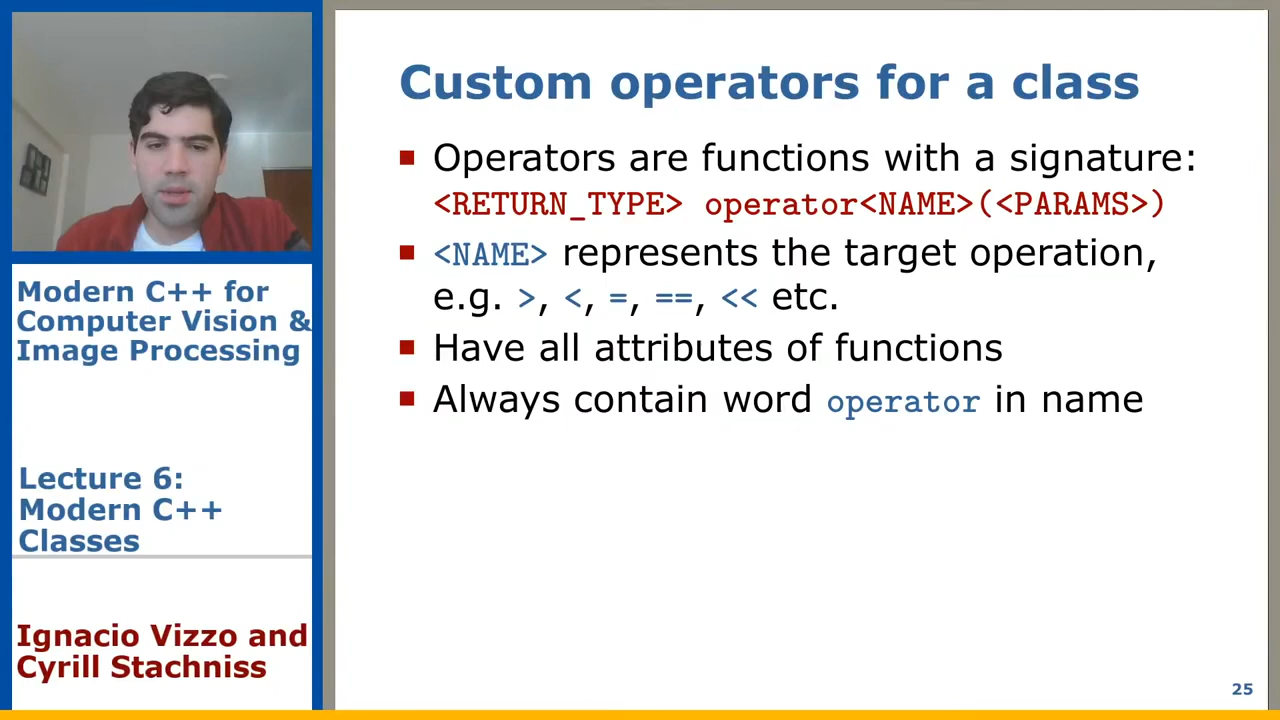 Custom operators for a class
Operators are functions with a signature:
<RETURN_TYPE> operator<NAME>(<PARAMS>)
<NAME> represents the target operation,
e.g. >, <, =, ==, << etc.
Have all attributes of functions
Always contain word operator in name
Modern C++ for
Computer Vision &
Image Processing
Lecture 6:
Modern C++
Classes
Ignacio Vizzo and
Cyrill Stachniss
25